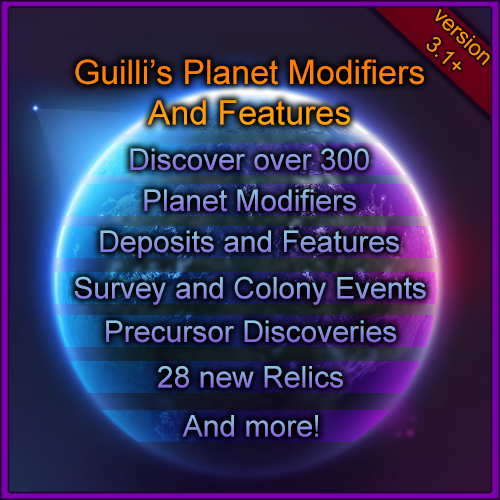 version
3.1+
Guilli's Planet Modifiers
And Features
Discover over 300
Planet Modifiers
Deposits and Features
Survey and Colony Events
Precursor Discoveries
28 new Relics
And more!